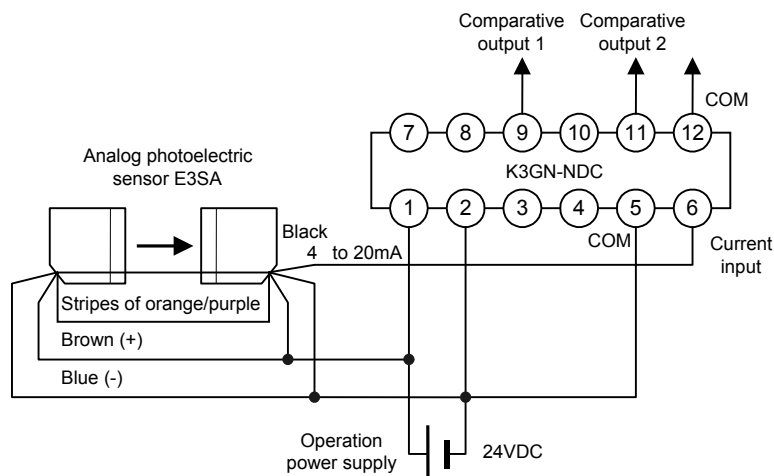 Comparative
output 1
Comparative
output 2
COM
7 8 9 10 11 12
K3GN-NDC
1 2 3 4 5 6
COM
Current
input
Analog photoelectric
sensor E3SA
Black
4 to 20mA
Stripes of orange/purple
Brown (+)
Blue (-)
Operation
power supply
24VDC